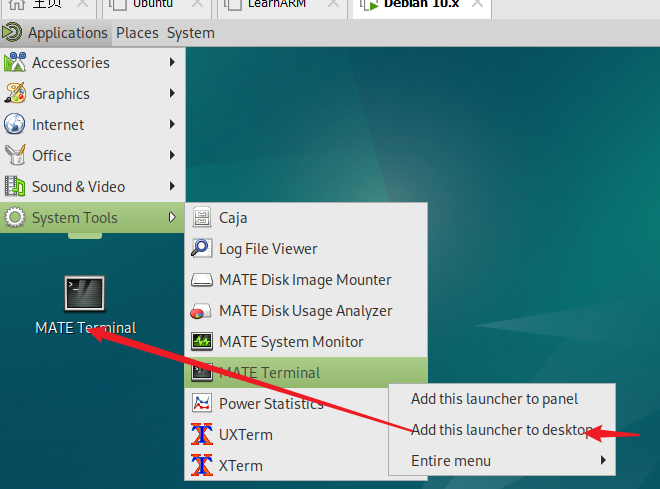 主页
Ubuntu
LearnARM
Debian 10.x
Applications Places System
Accessories
Graphics
Internet
Office
Sound & Video
System Tools
Caja
Log File Viewer
MATE Disk Image Mounter
MATE Disk Usage Analyzer
MATE System Monitor
MATE Terminal
Power Statistics
UXTerm
XTerm
Add this launcher to panel
Add this launcher to desktop
Entire menu
MATE Terminal